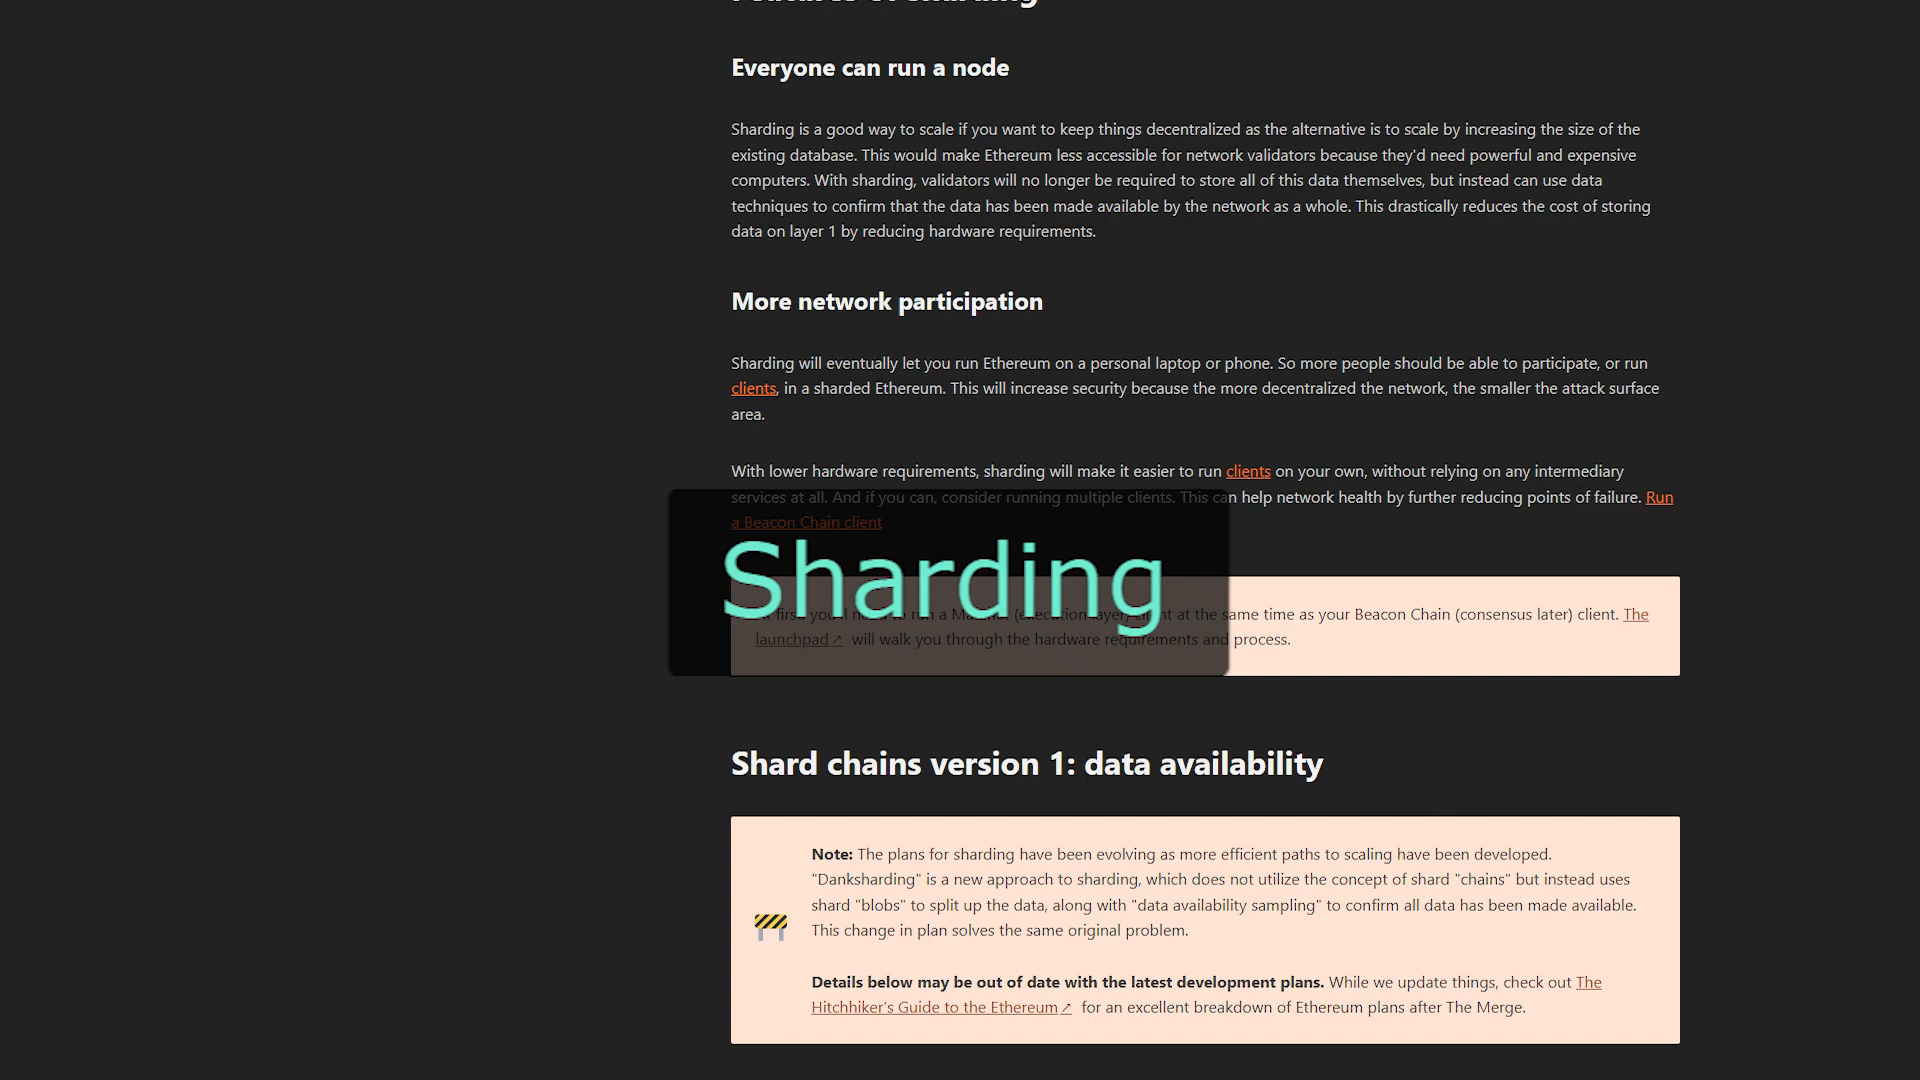 Everyone can run a node
Sharding is a good way to scale if you want to keep things decentralized as the alternative is to scale by increasing the size of the
existing database. This would make Ethereum less accessible for network validators because they'd need powerful and expensive
computers. With sharding, validators will no longer be required to store all of this data themselves, but instead can use data
techniques to confirm that the data has been made available by the network as a whole. This drastically reduces the cost of storing
data on layer 1 by reducing hardware requirements.
More network participation
Sharding will eventually let you run Ethereum on a personal laptop or phone. So more people should be able to participate, or run
clients, in a sharded Ethereum. This will increase security because the more decentralized the network, the smaller the attack surface
area.
With lower hardware requirements, sharding will make it easier to run clients on your own, without relying on any intermediary
services at all. And if you can, consider running multiple clients. This can help network health by further reducing points of failure. Run
a Beacon Chain client
Sharding
first, you'll need to run a Mainnet (execution layer) client at the same time as your Beacon Chain (consensus later) client. The
launchpad↗ will walk you through the hardware requirements and process.
Shard chains version 1: data availability
Note: The plans for sharding have been evolving as more efficient paths to scaling have been developed.
"Danksharding" is a new approach to sharding, which does not utilize the concept of shard "chains" but instead uses
shard "blobs" to split up the data, along with "data availability sampling" to confirm all data has been made available.
This change in plan solves the same original problem.
Details below may be out of date with the latest development plans. While we update things, check out The
Hitchhiker's Guide to the Ethereum↗ for an excellent breakdown of Ethereum plans after The Merge.